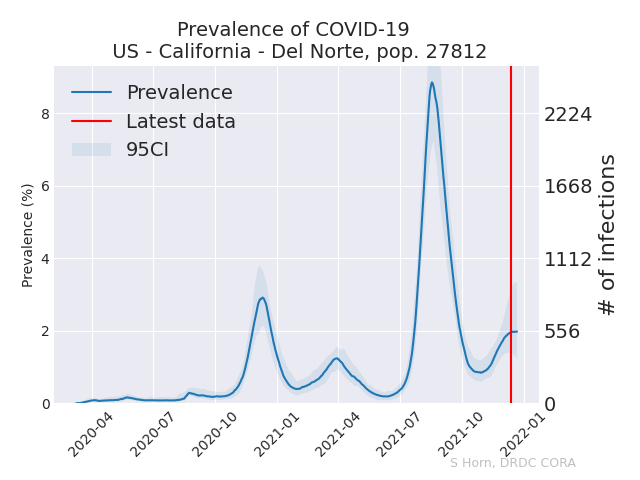 Prevalence of COVID-19
US - California - Del Norte, pop. 27812
Prevalence
Latest data
95CI
Prevalence (%)
8
6
4
2
0
2224
1668
1112
556
0
# of infections
2020-04
2020-07
2020-10
2021-01
2021-04
2021-07
2021-10
2022-01
S Horn, DRDC CORA